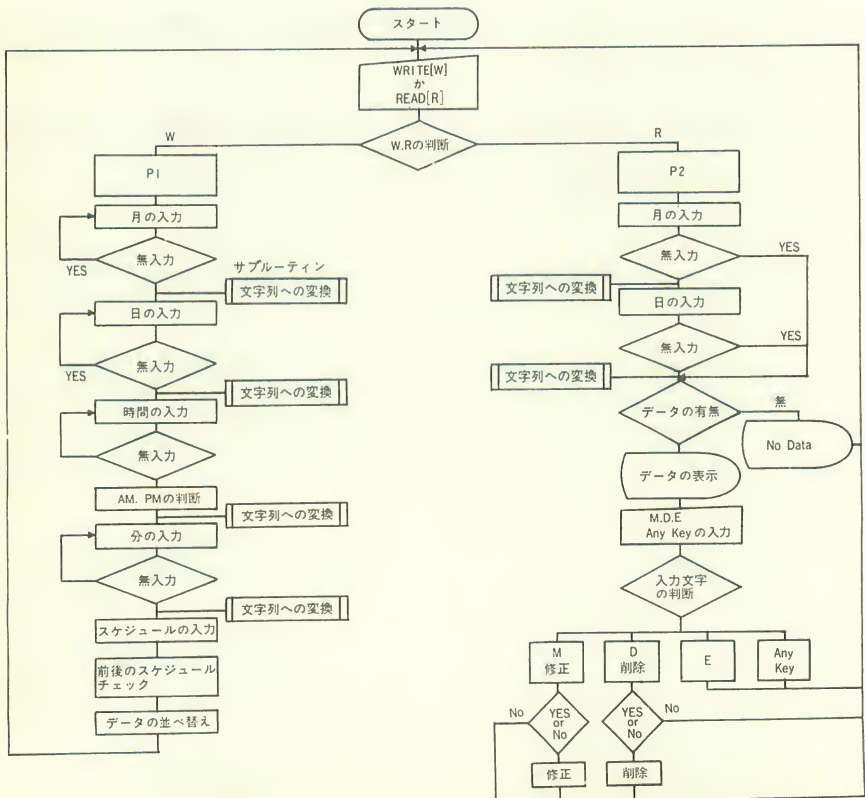 スタート
WRITE[W]
か
READ[R]
W.Rの判断
W
R
P1
月の入力
無入力
YES
サブルーティン
文字列への変換
日の入力
無入力
YES
文字列への変換
時間の入力
無入力
AM. PMの判断
文字列への変換
分の入力
無入力
文字列への変換
スケジュールの入力
前後のスケジュール
チェック
データの並べ替え
P2
月の入力
無入力
YES
文字列への変換
日の入力
無入力
YES
文字列への変換
データの有無
無
No Data
データの表示
M.D.E
Any Keyの入力
入力文字
の判断
M
修正
D
削除
E
Any
Key
No
YES
or
No
YES
or
No
No
修正
削除